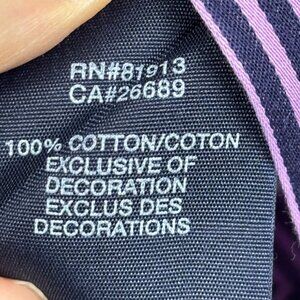 RN#81913
CA#26689
100% COTTON/COTON
EXCLUSIVE OF
DECORATION
EXCLUS DES
DECORATIONS